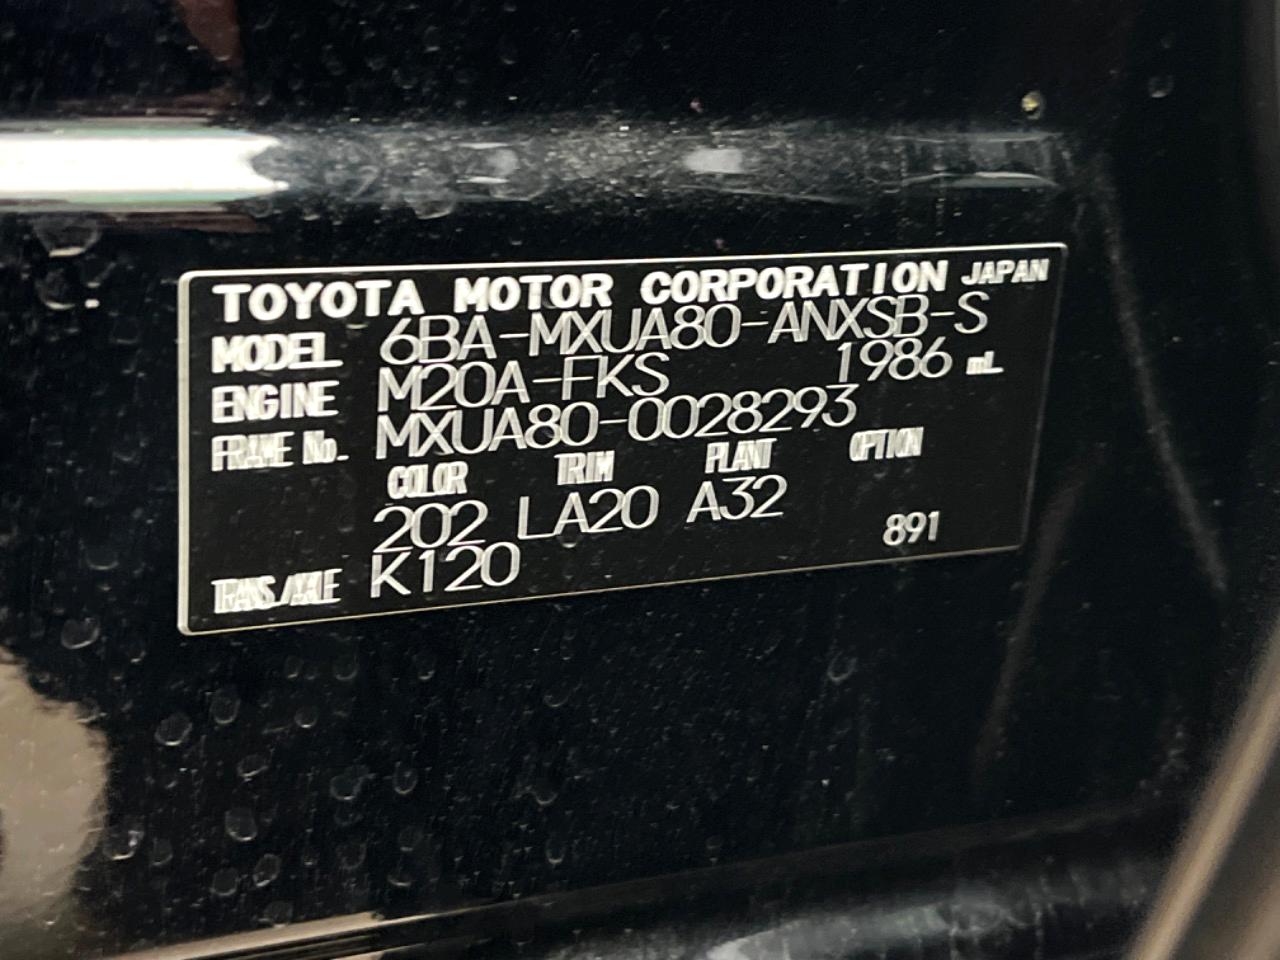 TOYOTA MOTOR CORPORATION JAPAN
MODEL 6BA-MXUA80-ANXSB-S
ENGINE M20A-FKS 1986 mL
FRAME No. MXUA80-0028293
COLOR TRIM PLANT OPTION
202 LA20 A32
TRANS./AXLE K120 891